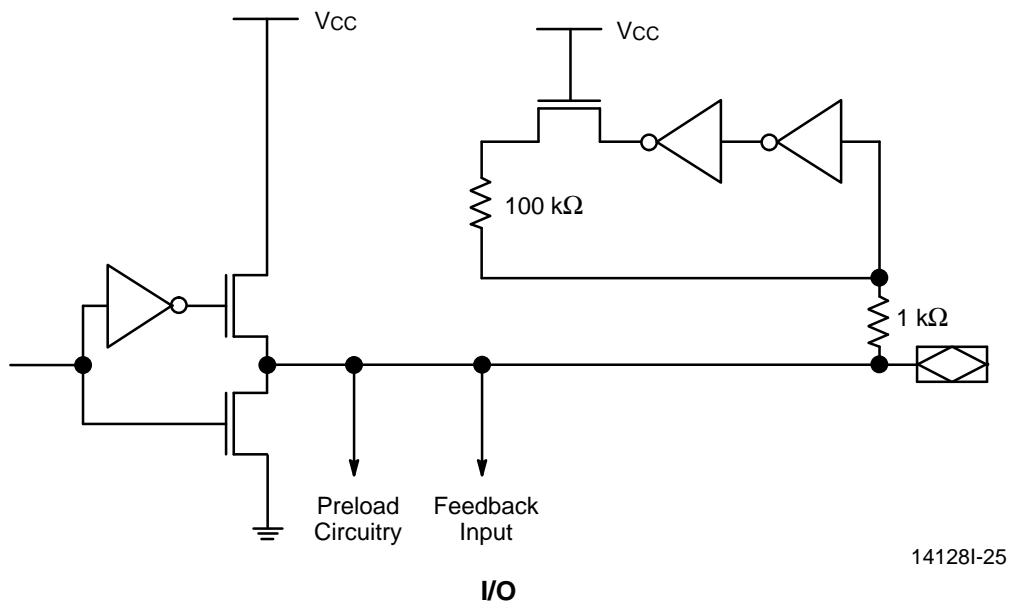 VCC
VCC
100 kΩ
1 kΩ
Preload
Circuitry
Feedback
Input
14128I-25
I/O